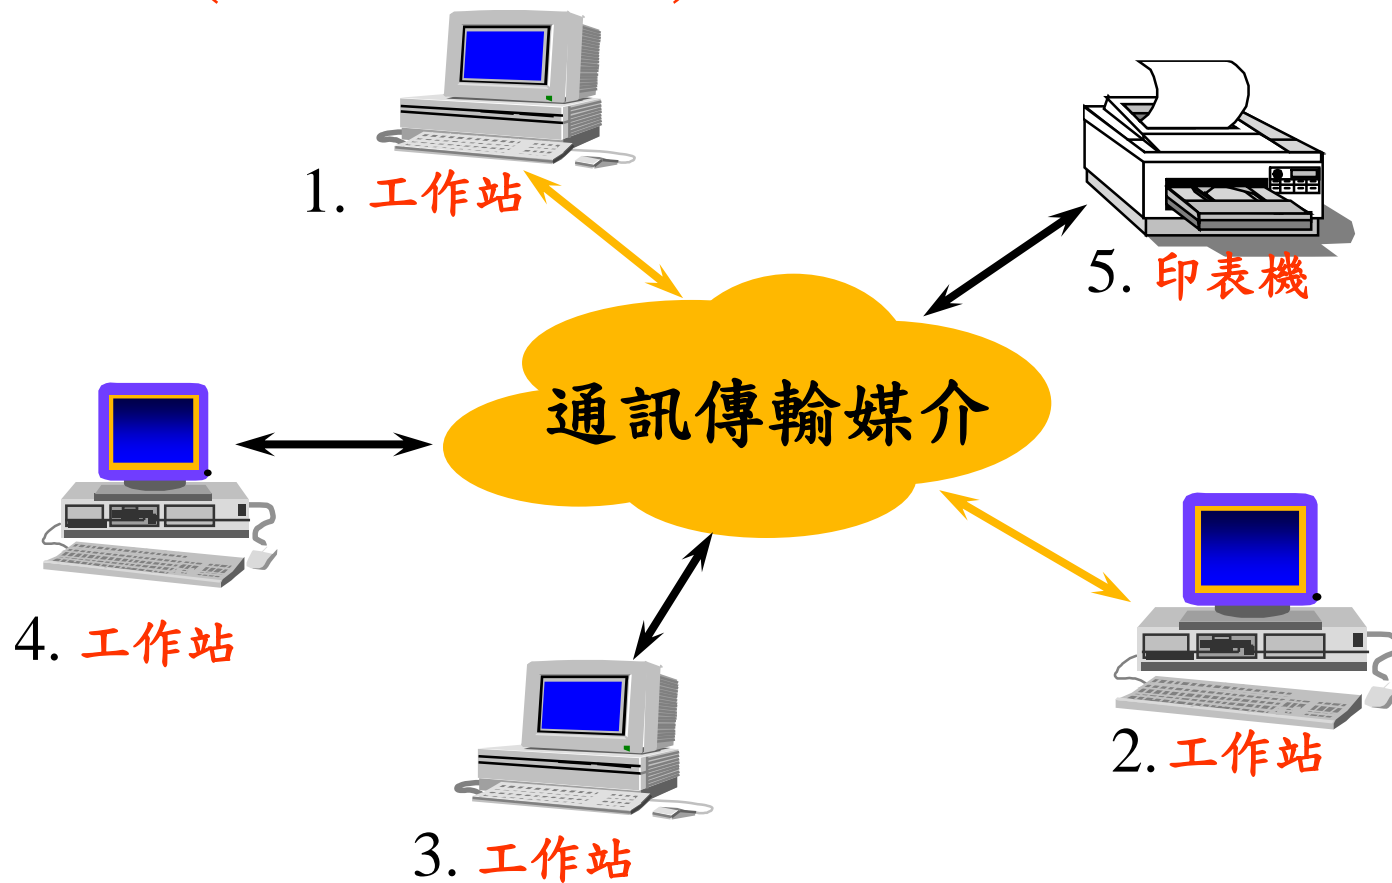 1. 工作站
5. 印表機
通訊傳輸媒介
4. 工作站
2. 工作站
3. 工作站